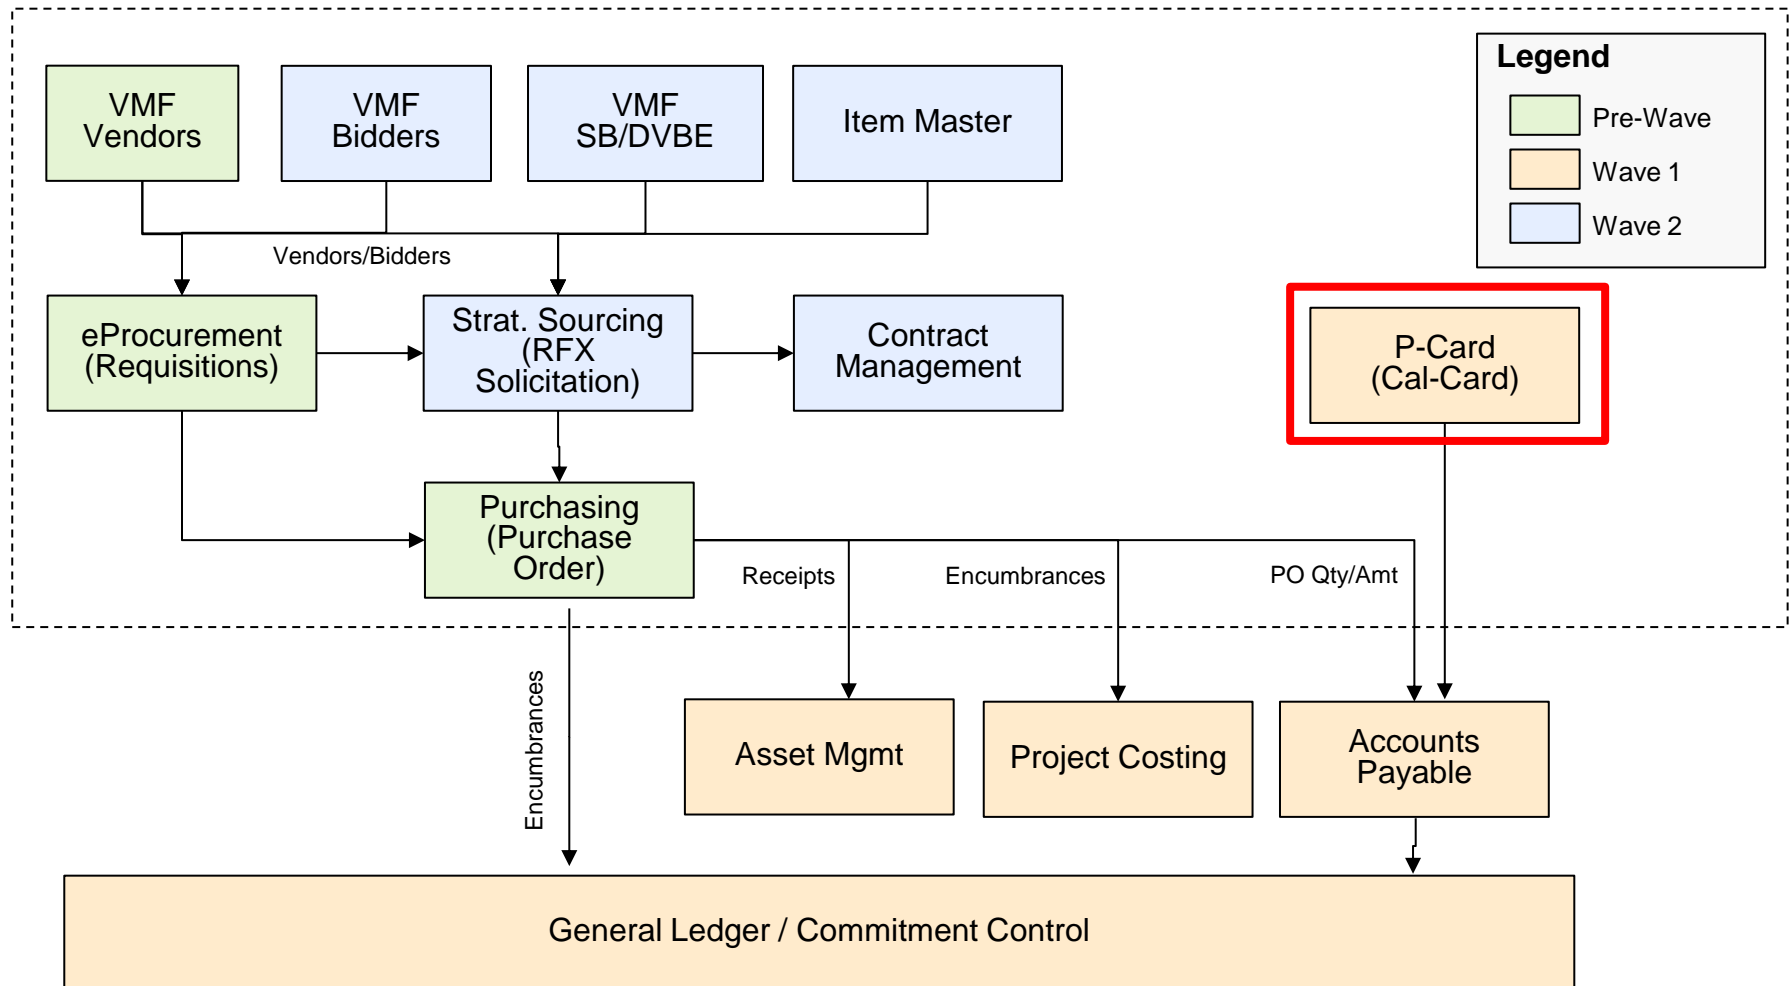 Legend
Pre-Wave
Wave 1
Wave 2
VMF
Vendors
VMF
Bidders
VMF
SB/DVBE
Item Master
Vendors/Bidders
eProcurement
(Requisitions)
Strat. Sourcing
(RFX
Solicitation)
Contract
Management
P-Card
(Cal-Card)
Purchasing
(Purchase
Order)
Receipts
Encumbrances
PO Qty/Amt
Encumbrances
Asset Mgmt
Project Costing
Accounts
Payable
General Ledger / Commitment Control